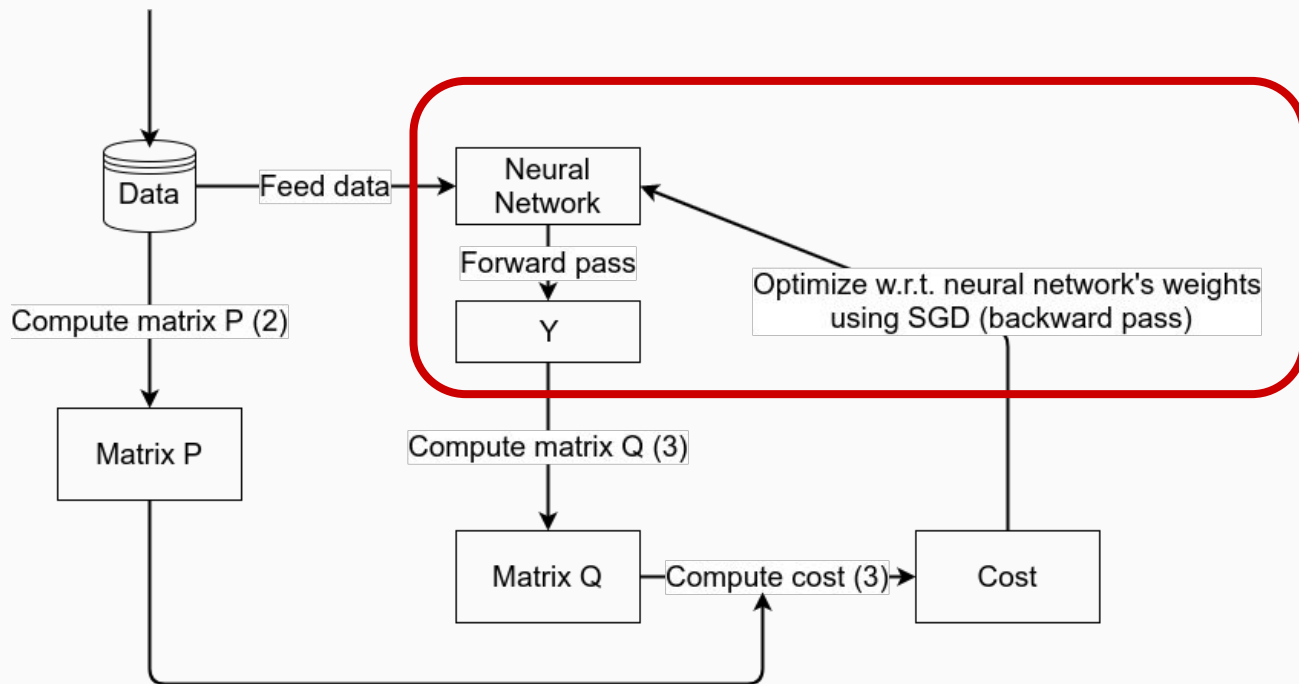 Data
Feed data
Neural
Network
Forward pass
Y
Optimize w.r.t. neural network's weights
using SGD (backward pass)
Compute matrix P (2)
Matrix P
Compute matrix Q (3)
Matrix Q
Compute cost (3)
Cost